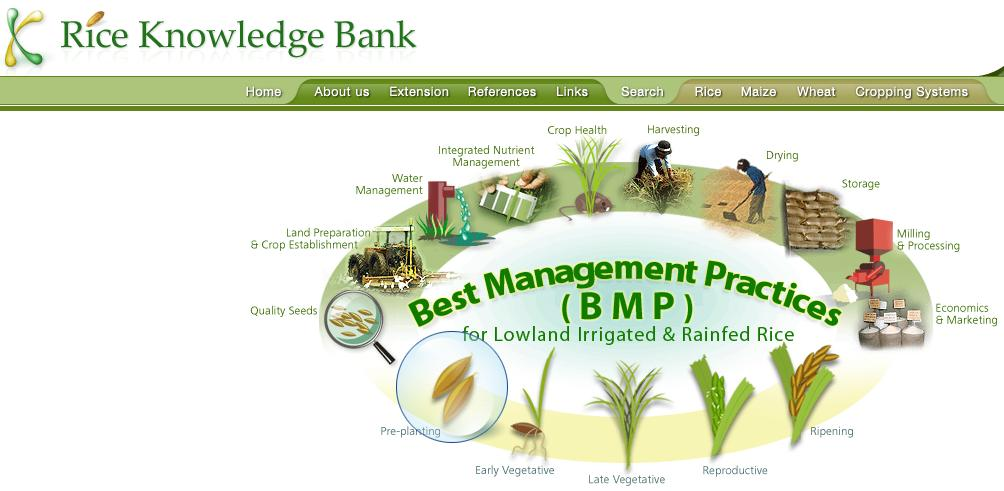 Rice Knowledge Bank
Home About us Extension References Links Search Rice Maize Wheat Cropping Systems
Crop Health
Harvesting
Integrated Nutrient
Management
Drying
Water
Management
Storage
Land Preparation
& Crop Establishment
Milling
& Processing
Quality Seeds
Economics
& Marketing
Best Management Practices
( B M P )
for Lowland Irrigated & Rainfed Rice
Pre-planting
Early Vegetative
Late Vegetative
Reproductive
Ripening